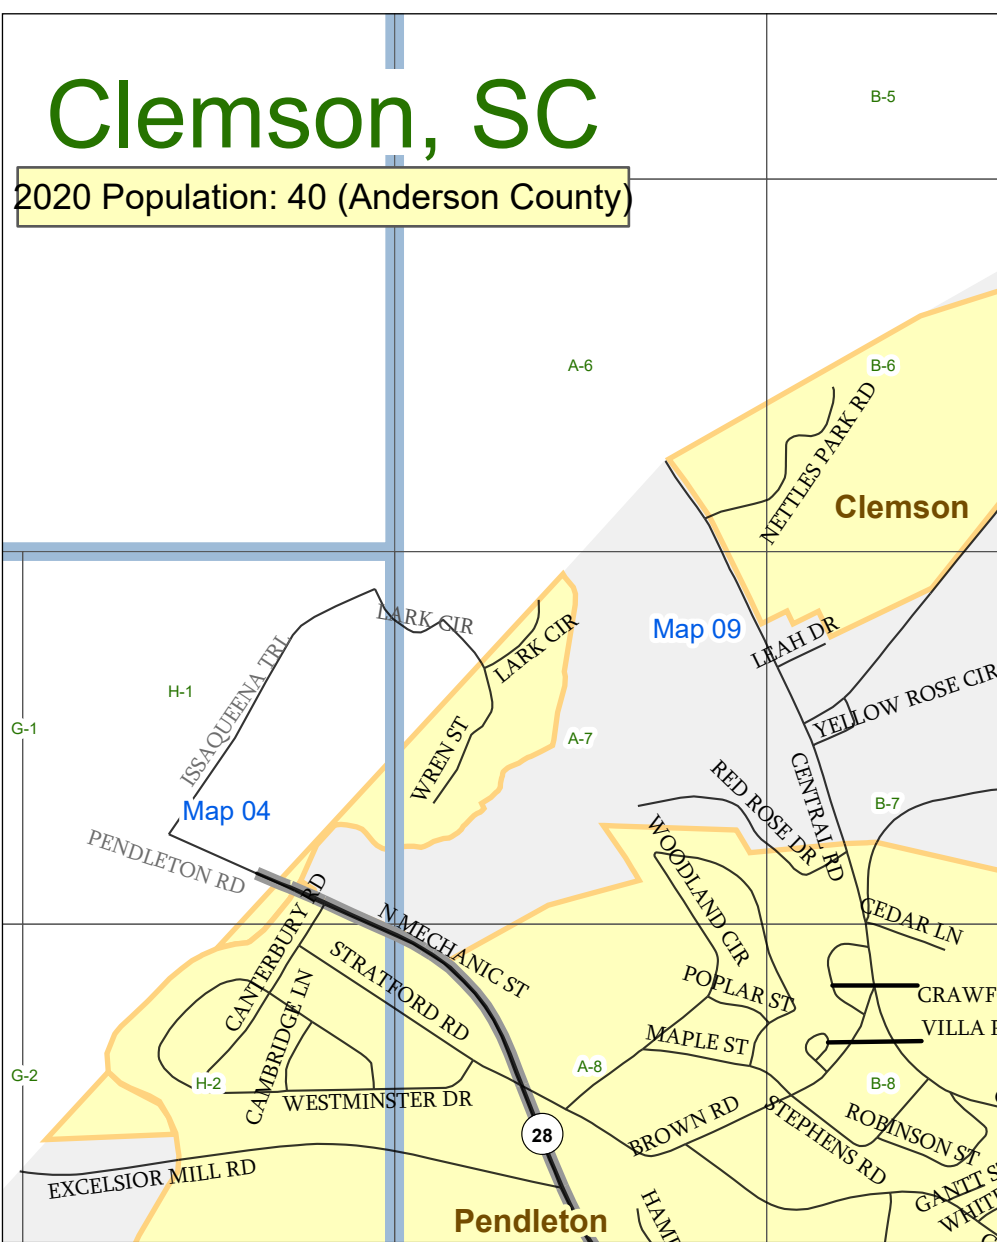 Clemson, SC
2020 Population: 40 (Anderson County)
B-5
A-6
B-6
NETTLES PARK RD
Clemson
LARK CIR
LARK CIR
Map 09
LEAH DR
ISSAQUEENA TRL
H-1
G-1
WREN ST
A-7
YELLOW ROSE CIR
Map 04
RED ROSE DR
CENTRAL RD
B-7
PENDLETON RD
WOODLAND CIR
CANTERBURY RD
N MECHANIC ST
CEDAR LN
STRATFORD RD
POPLAR ST
CRAWF
CAMBRIDGE LN
MAPLE ST
VILLA
G-2
H-2
A-8
B-8
WESTMINSTER DR
28
BROWN RD
STEPHENS RD
ROBINSON ST
EXCELSIOR MILL RD
GANTT S
WHIT
HAM
Pendleton